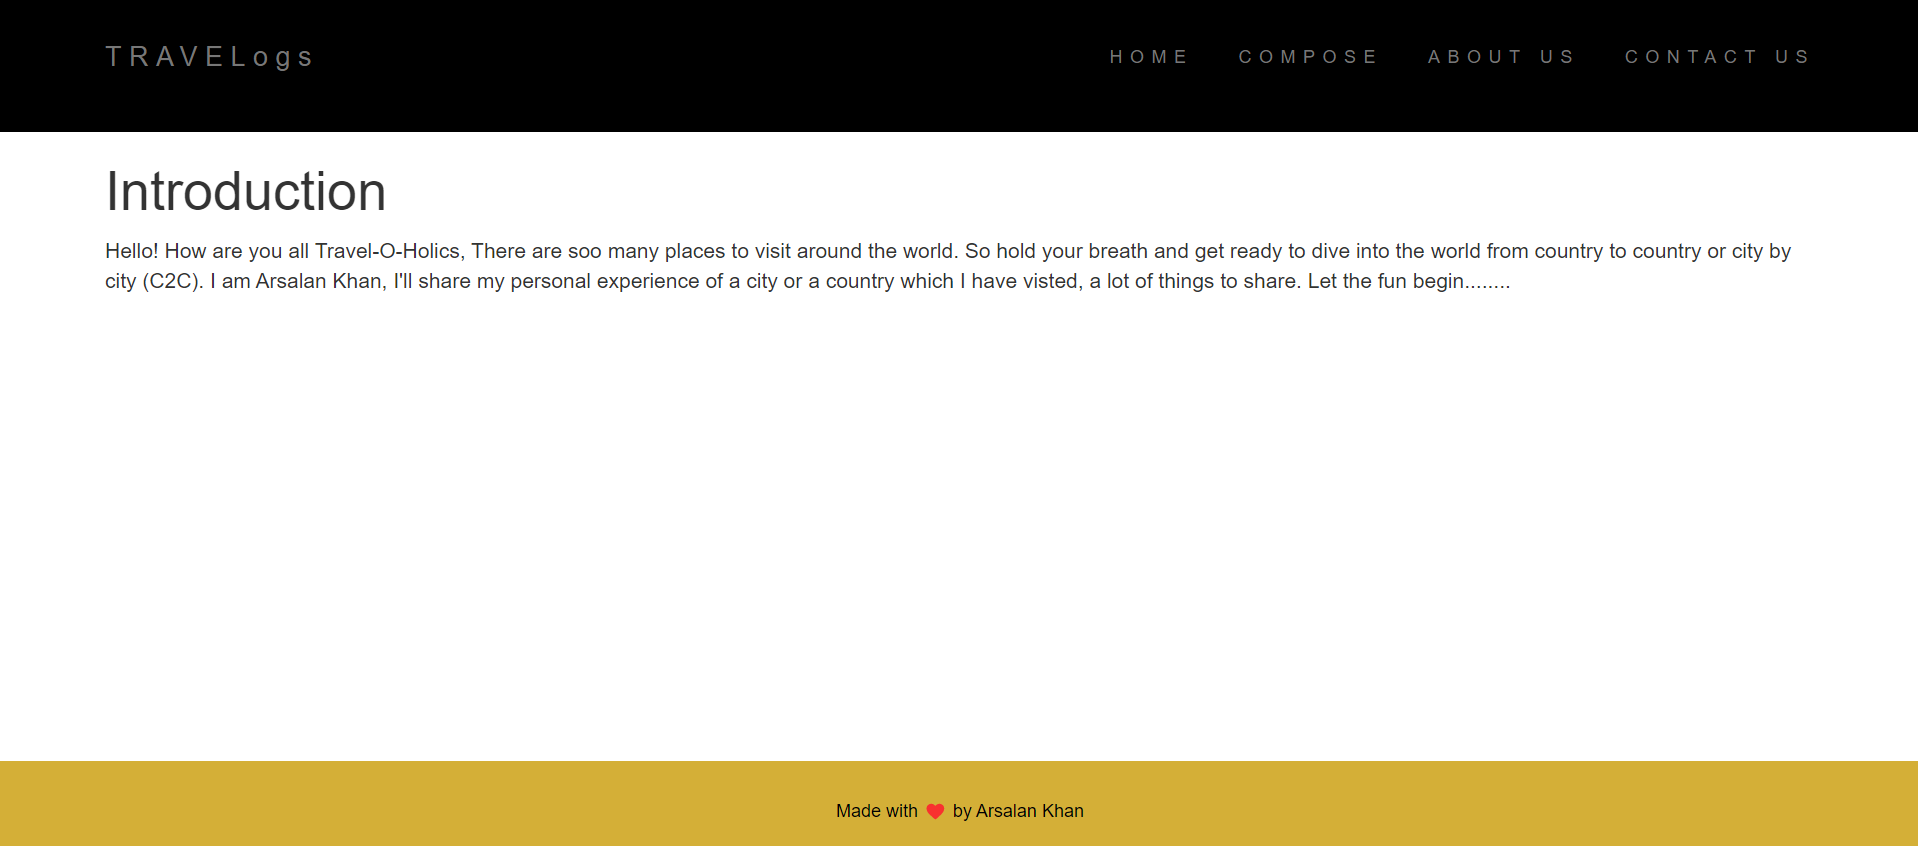 TRAVELogs
HOME COMPOSE ABOUT US CONTACT US
Introduction
Hello! How are you all Travel-O-Holics, There are soo many places to visit around the world. So hold your breath and get ready to dive into the world from country to country or city by
city (C2C). I am Arsalan Khan, I'll share my personal experience of a city or a country which I have visted, a lot of things to share. Let the fun begin........
Made with ❤ by Arsalan Khan